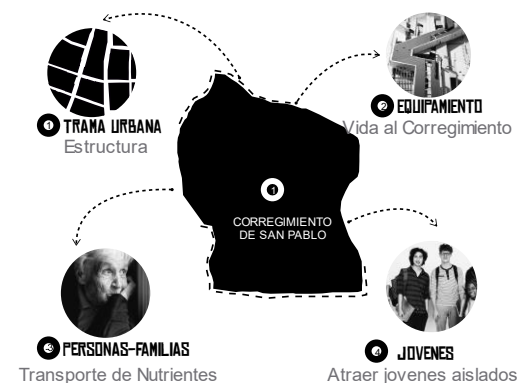 1 TRAMA URBANA
Estructura
2 EQUIPAMIENTO
Vida al Corregimiento
1
CORREGIMIENTO
DE SAN PABLO
3 PERSONAS-FAMILIAS
Transporte de Nutrientes
4 JOVENES
Atraer jovenes aislados